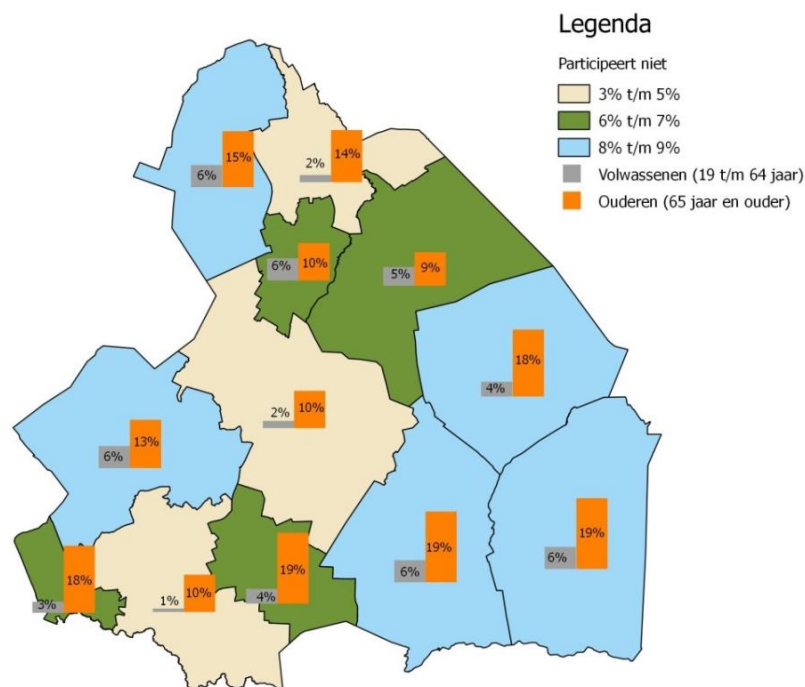 Legenda
Participeert niet
3% t/m 5%
6% t/m 7%
8% t/m 9%
Volwassenen (19 t/m 64 jaar)
Ouderen (65 jaar en ouder)
6% 15%
2% 14%
6% 10%
5% 9%
4% 18%
2% 10%
6% 13%
6% 19%
6% 19%
3% 18%
1% 10%
4% 19%